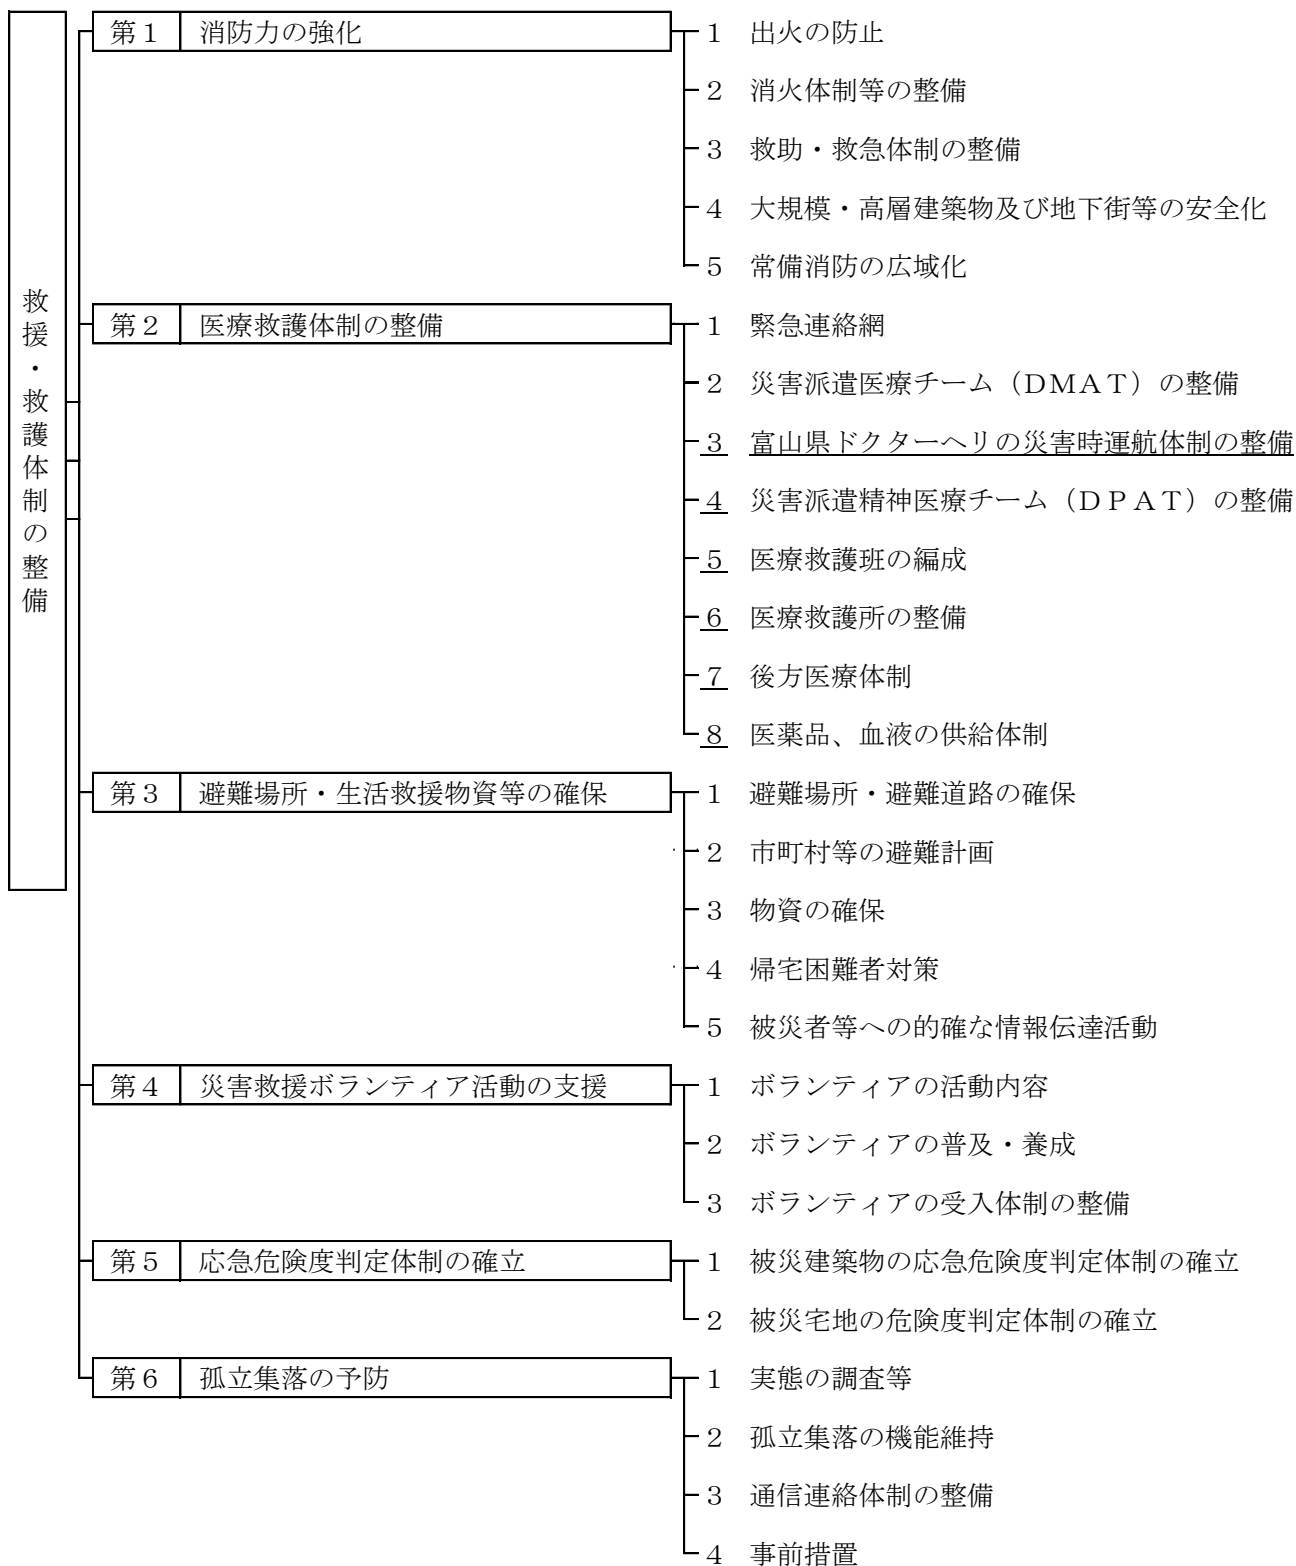 救援・救護体制の整備
第１ 消防力の強化
１ 出火の防止
２ 消火体制等の整備
３ 救助・救急体制の整備
４ 大規模・高層建築物及び地下街等の安全化
５ 常備消防の広域化
第２ 医療救護体制の整備
１ 緊急連絡網
２ 災害派遣医療チーム（ＤＭＡＴ）の整備
３ 富山県ドクターヘリの災害時運航体制の整備
４ 災害派遣精神医療チーム（ＤＰＡＴ）の整備
５ 医療救護班の編成
６ 医療救護所の整備
７ 後方医療体制
８ 医薬品、血液の供給体制
第３ 避難場所・生活救援物資等の確保
１ 避難場所・避難道路の確保
２ 市町村等の避難計画
３ 物資の確保
４ 帰宅困難者対策
５ 被災者等への的確な情報伝達活動
第４ 災害救援ボランティア活動の支援
１ ボランティアの活動内容
２ ボランティアの普及・養成
３ ボランティアの受入体制の整備
第５ 応急危険度判定体制の確立
１ 被災建築物の応急危険度判定体制の確立
２ 被災宅地の危険度判定体制の確立
第６ 孤立集落の予防
１ 実態の調査等
２ 孤立集落の機能維持
３ 通信連絡体制の整備
４ 事前措置